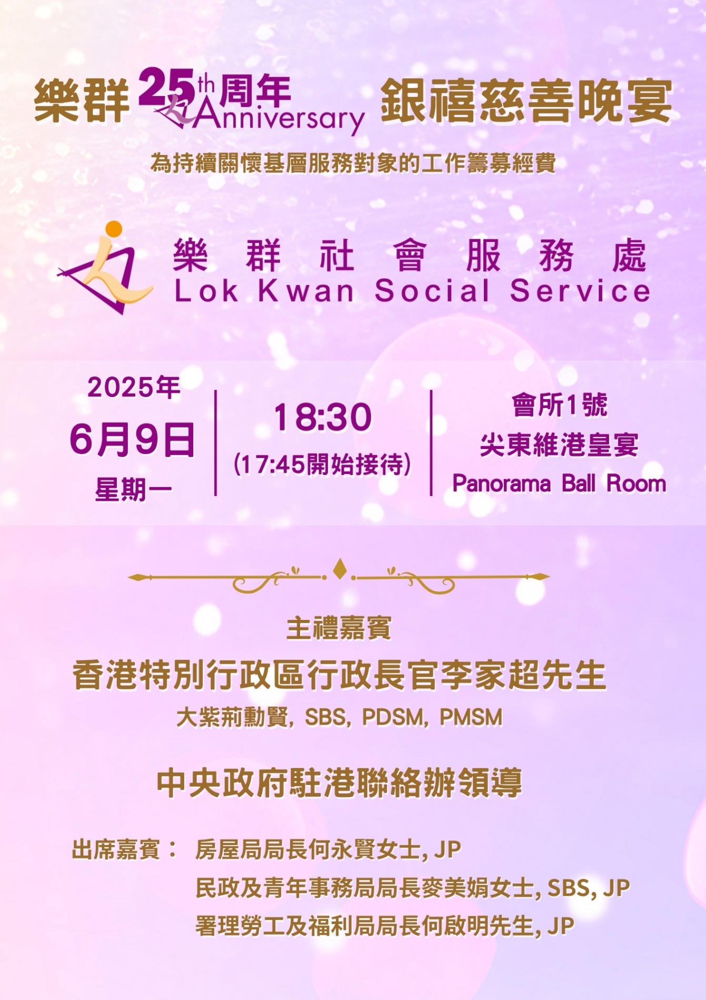 樂群 25th周年 Anniversary 銀禧慈善晚宴
為持續關懷基層服務對象的工作籌募經費
樂群社會服務處
Lok Kwan Social Service
2025年
6月9日
星期一
18:30
(17:45開始接待)
會所1號
尖東維港皇宴
Panorama Ball Room
主禮嘉賓
香港特別行政區行政長官李家超先生
大紫荊勳賢, SBS, PDSM, PMSM
中央政府駐港聯絡辦領導
出席嘉賓： 房屋局局長何永賢女士, JP
民政及青年事務局局長麥美娟女士, SBS, JP
署理勞工及福利局局長何啟明先生, JP